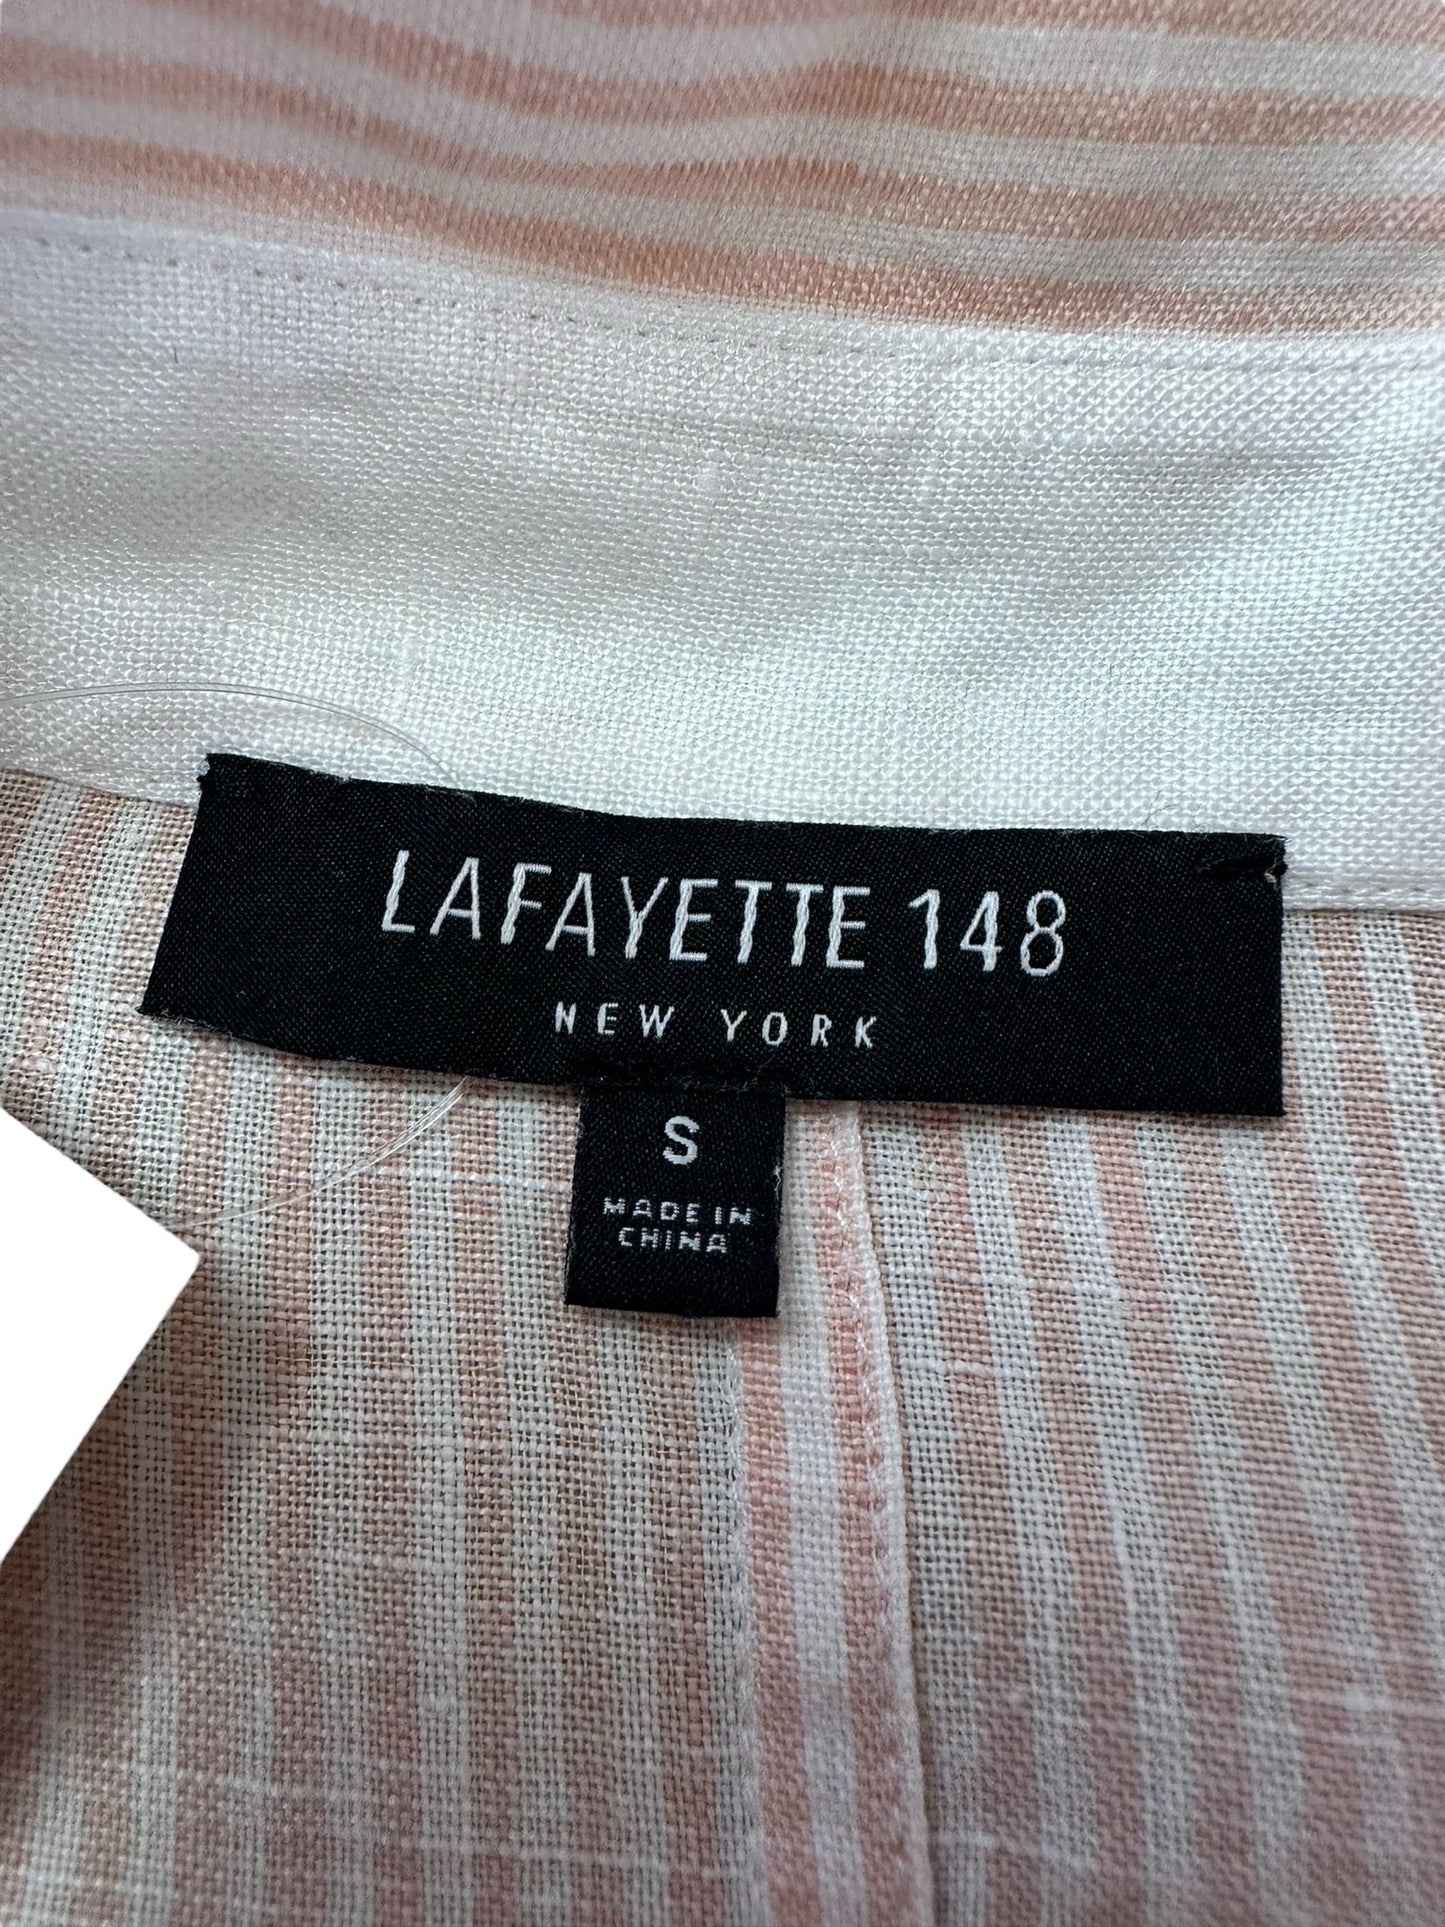 LAFAYETTE 148
NEW YORK
S
MADE IN
CHINA